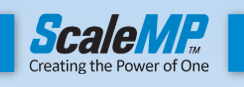 ScaleMP™
Creating the Power of One